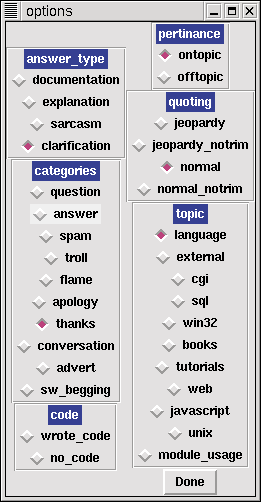 options
answer_type
documentation
explanation
sarcasm
clarification
categories
question
answer
spam
troll
flame
apology
thanks
conversation
advert
sw_begging
code
wrote_code
no_code
pertinance
ontopic
offtopic
quoting
jeopardy
jeopardy_notrim
normal
normal_notrim
topic
language
external
cgi
sql
win32
books
tutorials
web
javascript
unix
module_usage
Done